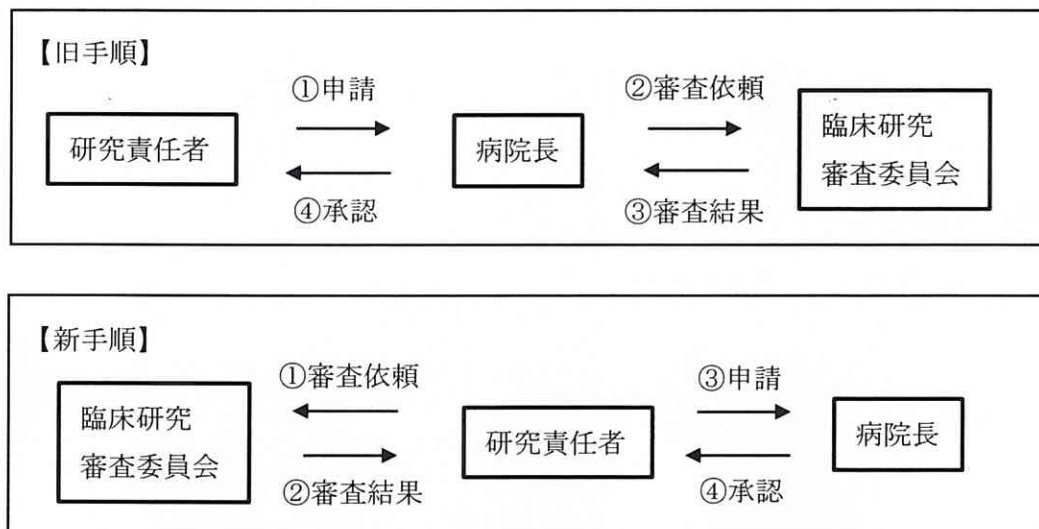 【旧手順】
①申請
②審査依頼
研究責任者
病院長
臨床研究
審査委員会
④承認
③審査結果
【新手順】
①審査依頼
③申請
臨床研究
審査委員会
研究責任者
病院長
②審査結果
④承認